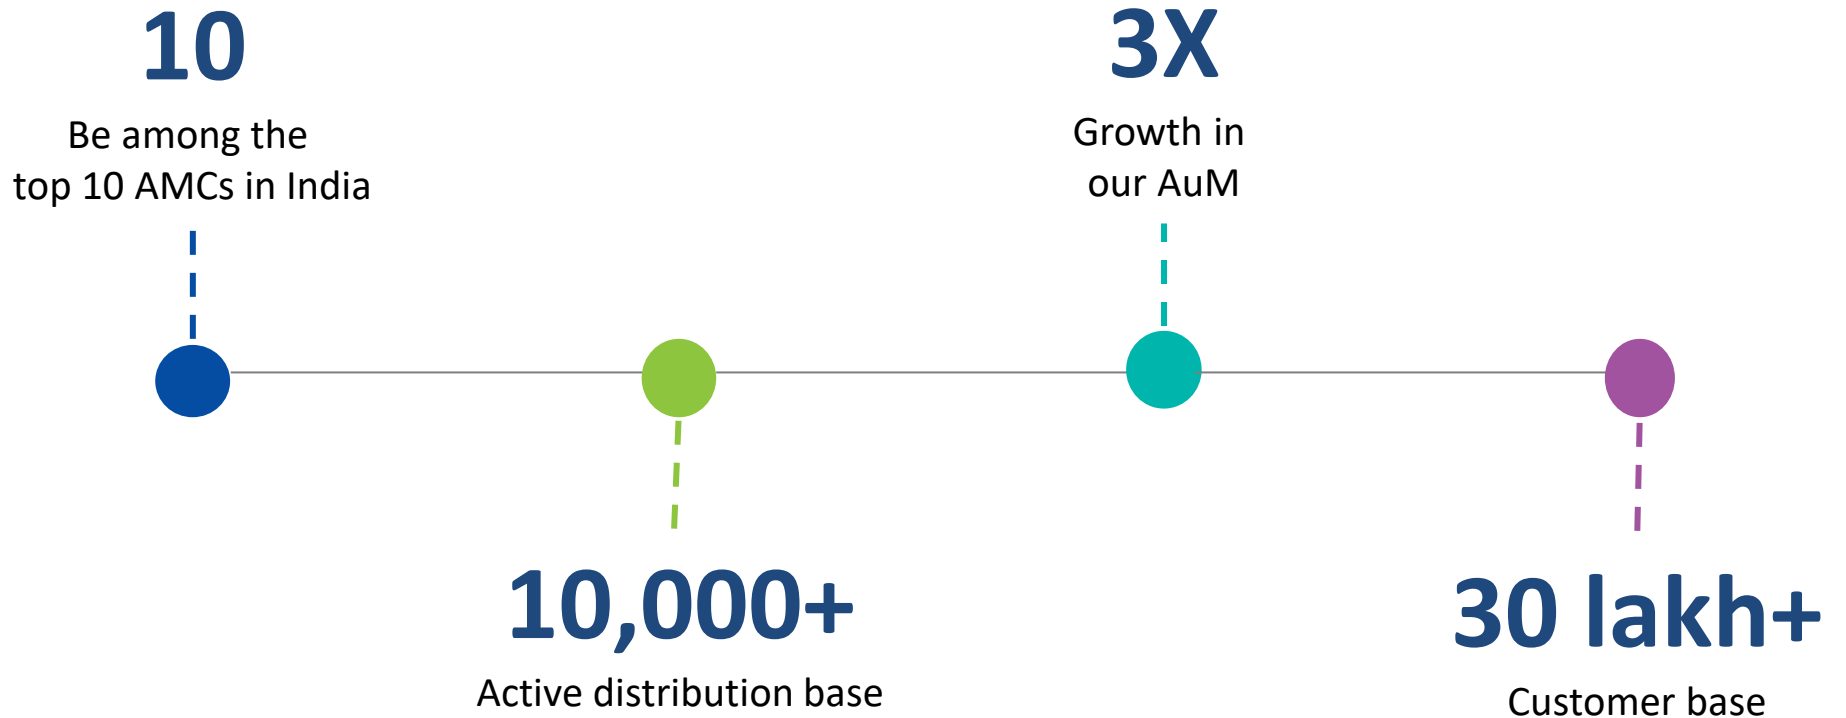 10
Be among the
top 10 AMCs in India
10,000+
Active distribution base
3X
Growth in
our AuM
30 lakh+
Customer base